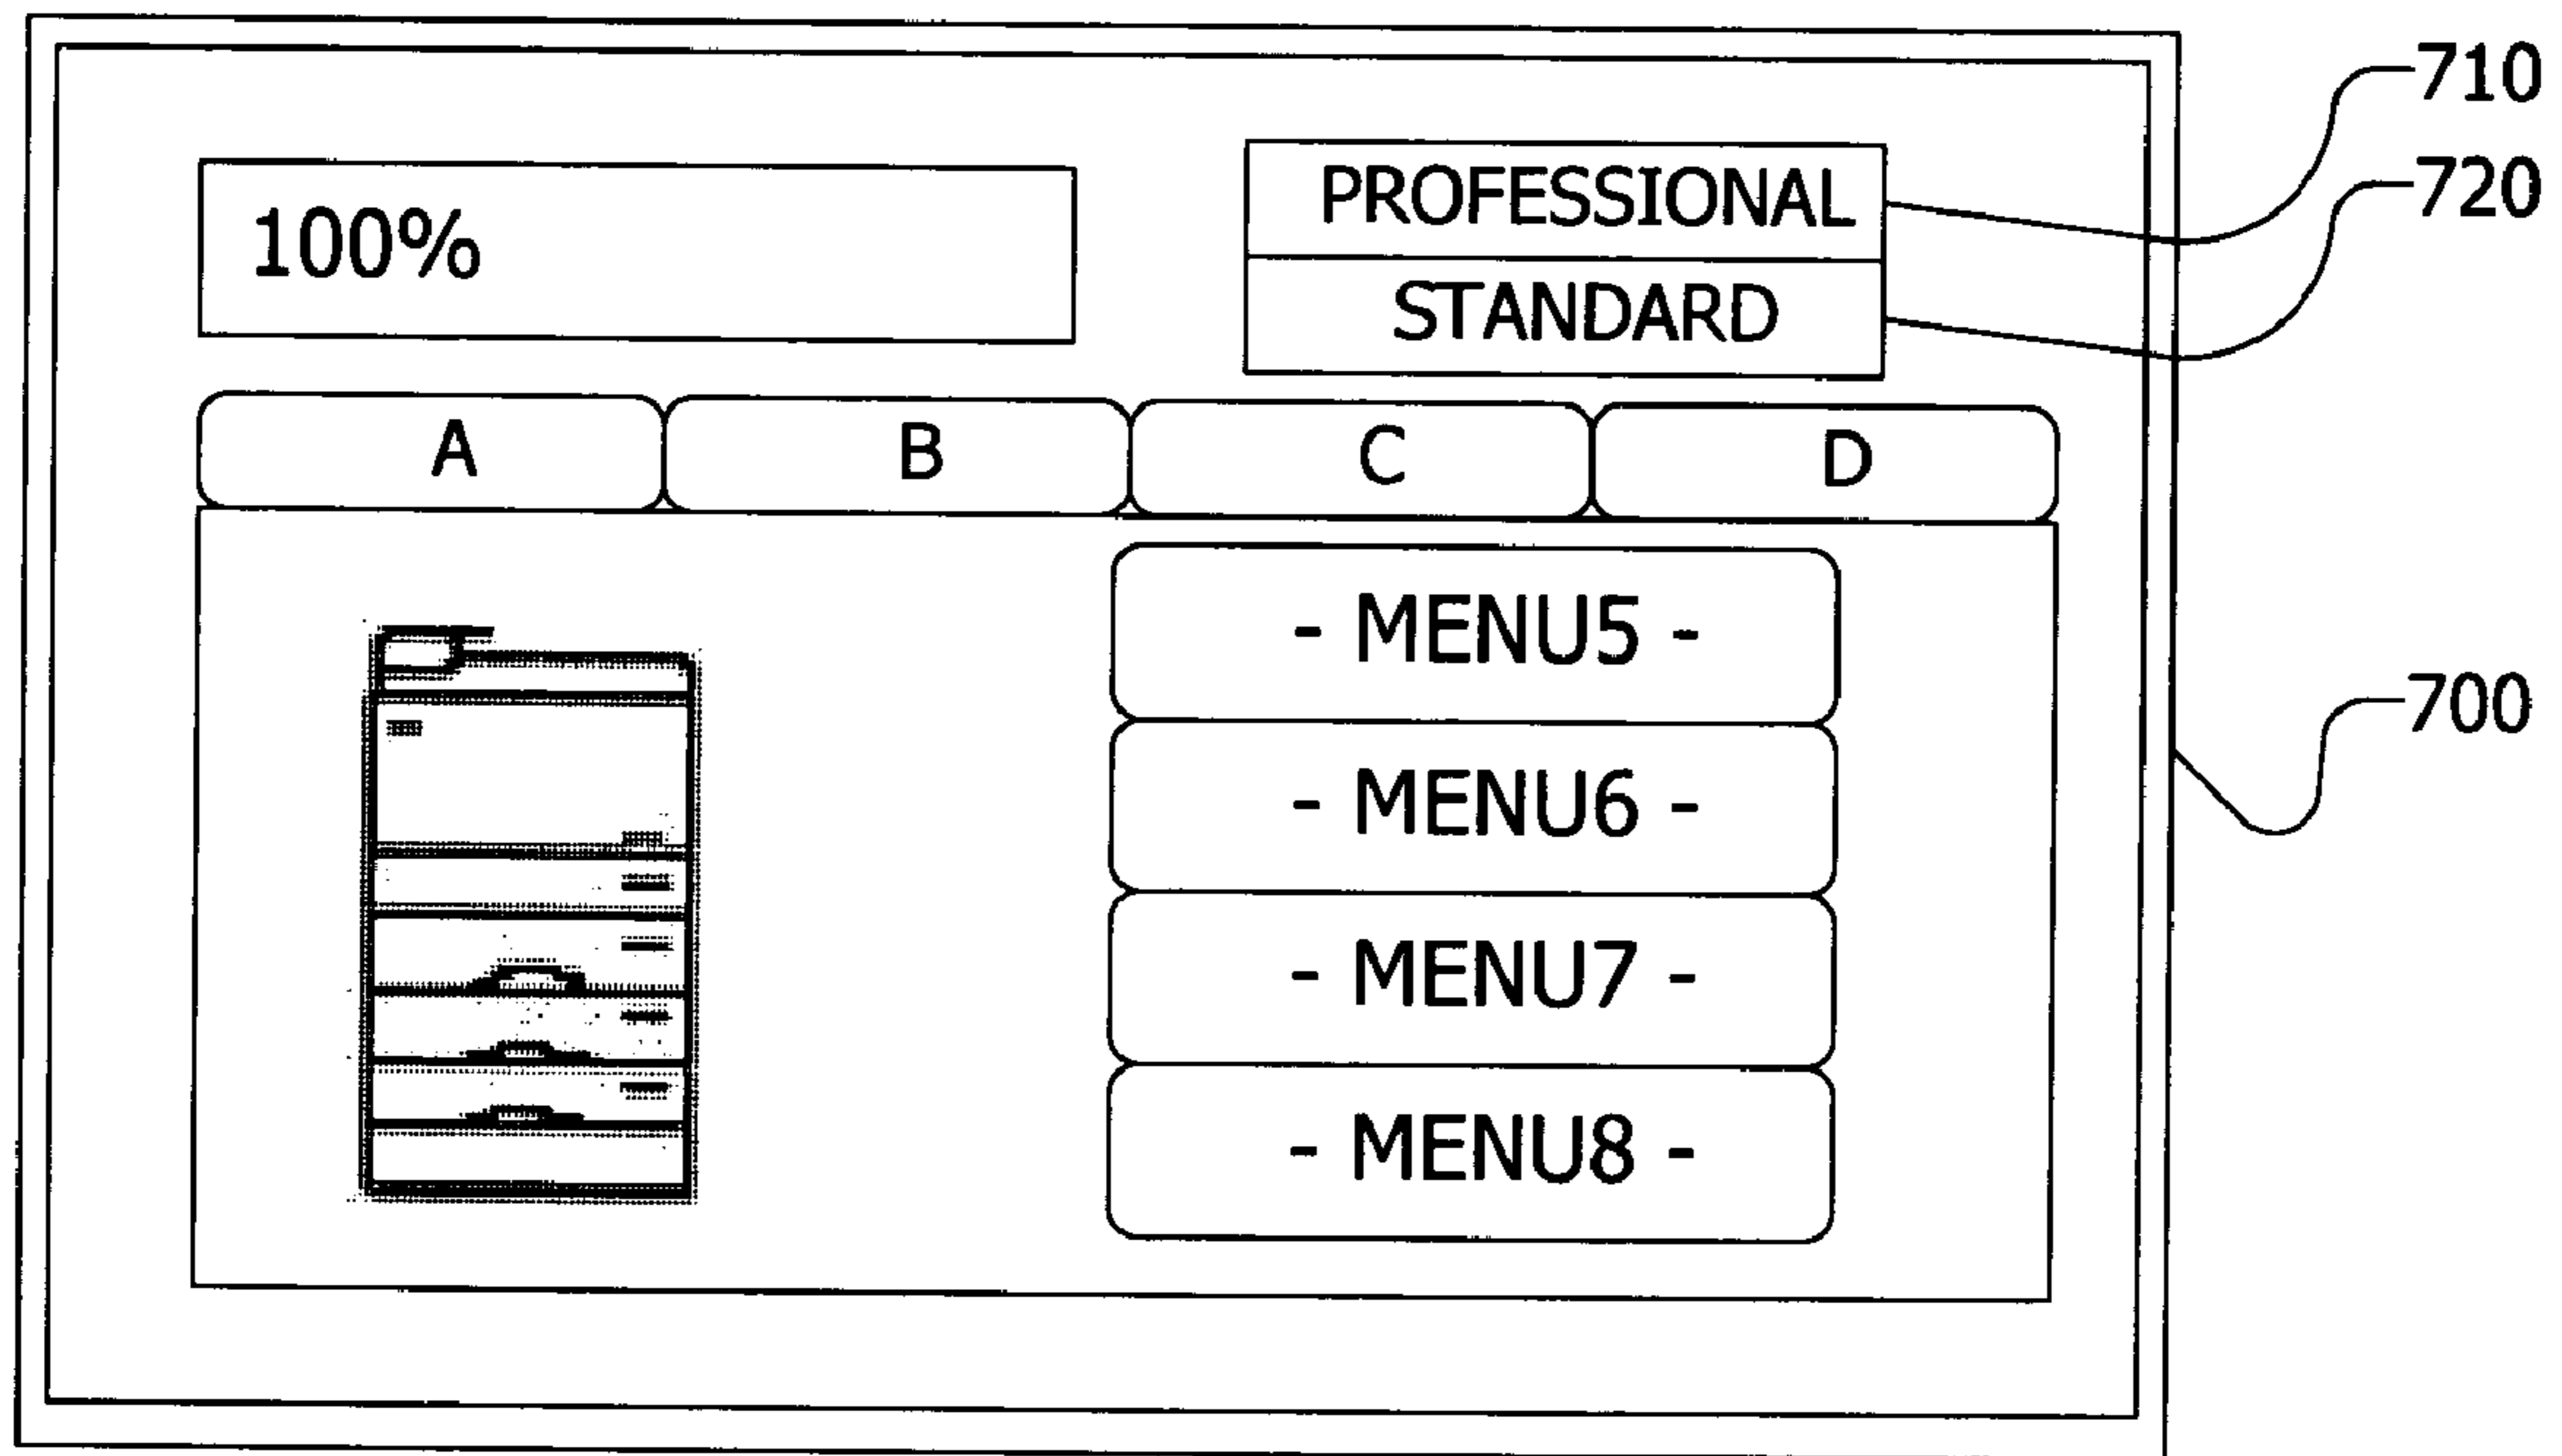 710
720
100%
PROFESSIONAL
STANDARD
A B C D
- MENU5 -
- MENU6 -
700
- MENU7 -
- MENU8 -